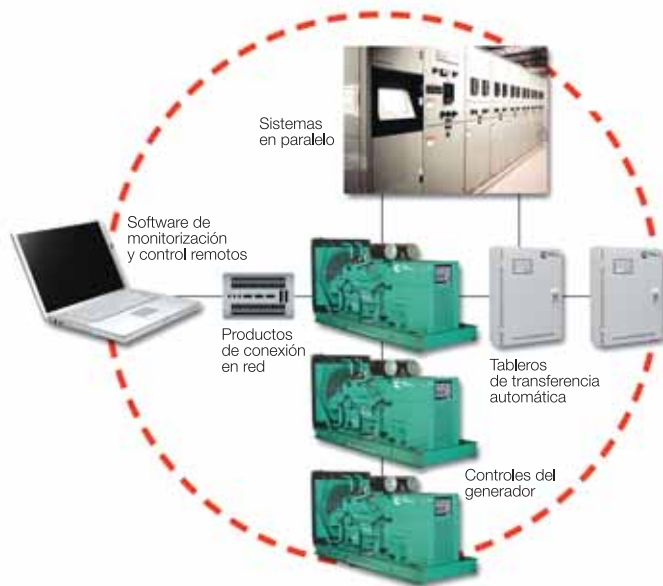 Sistemas
en paralelo
Software de
monitorización
y control remotos
Productos
de conexión
en red
Tableros
de transferencia
automática
Controles del
generador